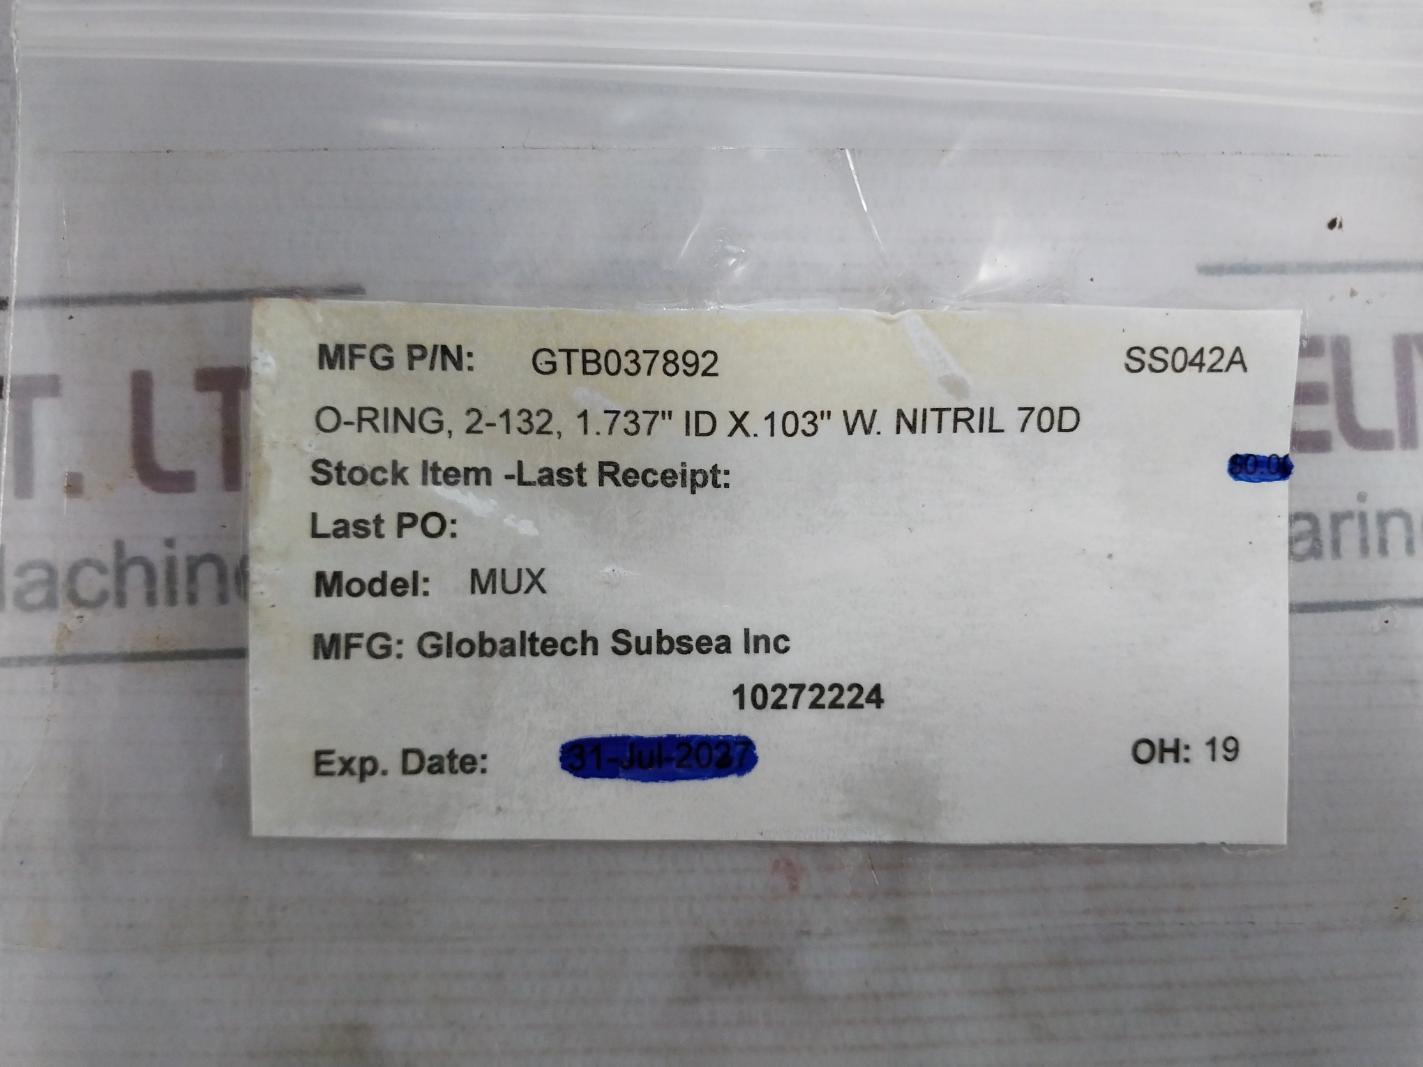 MFG P/N: GTB037892 SS042A
O-RING, 2-132, 1.737" ID X.103" W. NITRIL 70D
Stock Item -Last Receipt:
Last PO:
Model: MUX
MFG: Globaltech Subsea Inc
10272224
Exp. Date: 31-Jul-2027 OH: 19
T. LT